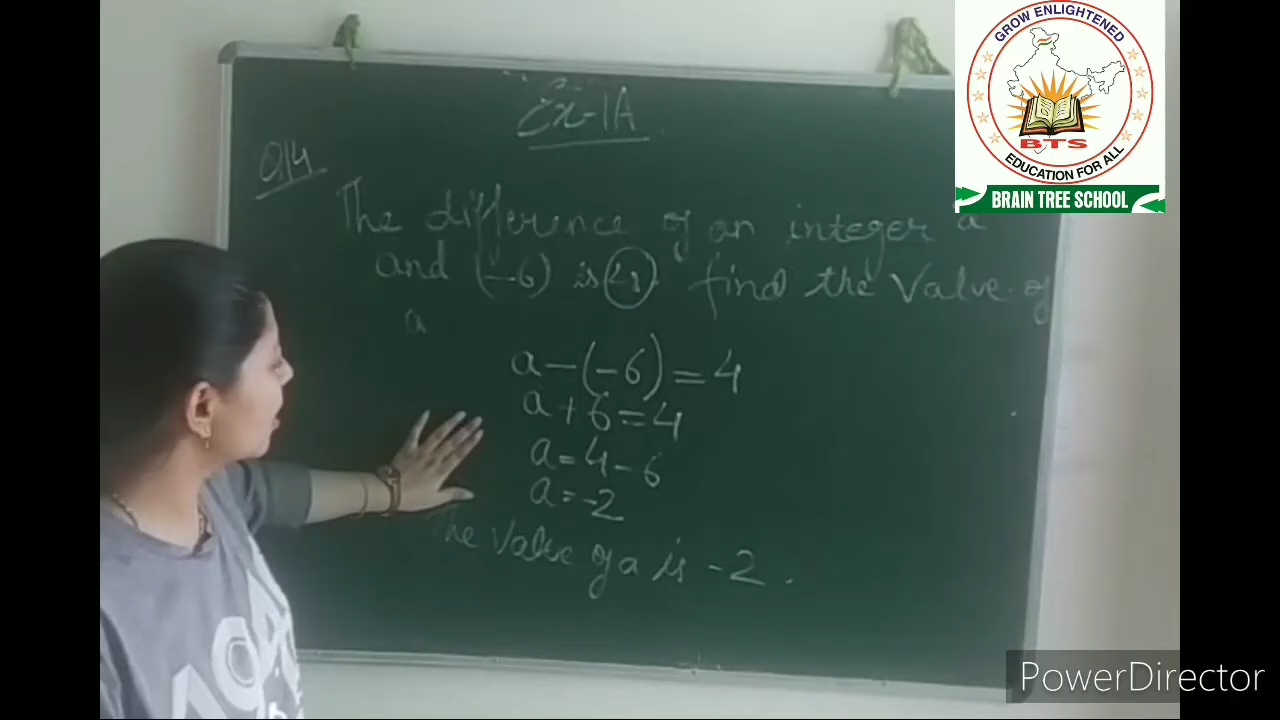 GROW ENLIGHTENED
BTS
EDUCATION FOR ALL
BRAIN TREE SCHOOL
Ex-1A
Q14
The difference of an integer a
and (-6) is 4. find the value of
a
a-(-6)=4
a+6=4
a=4-6
a=-2
The value of a is -2.
PowerDirector